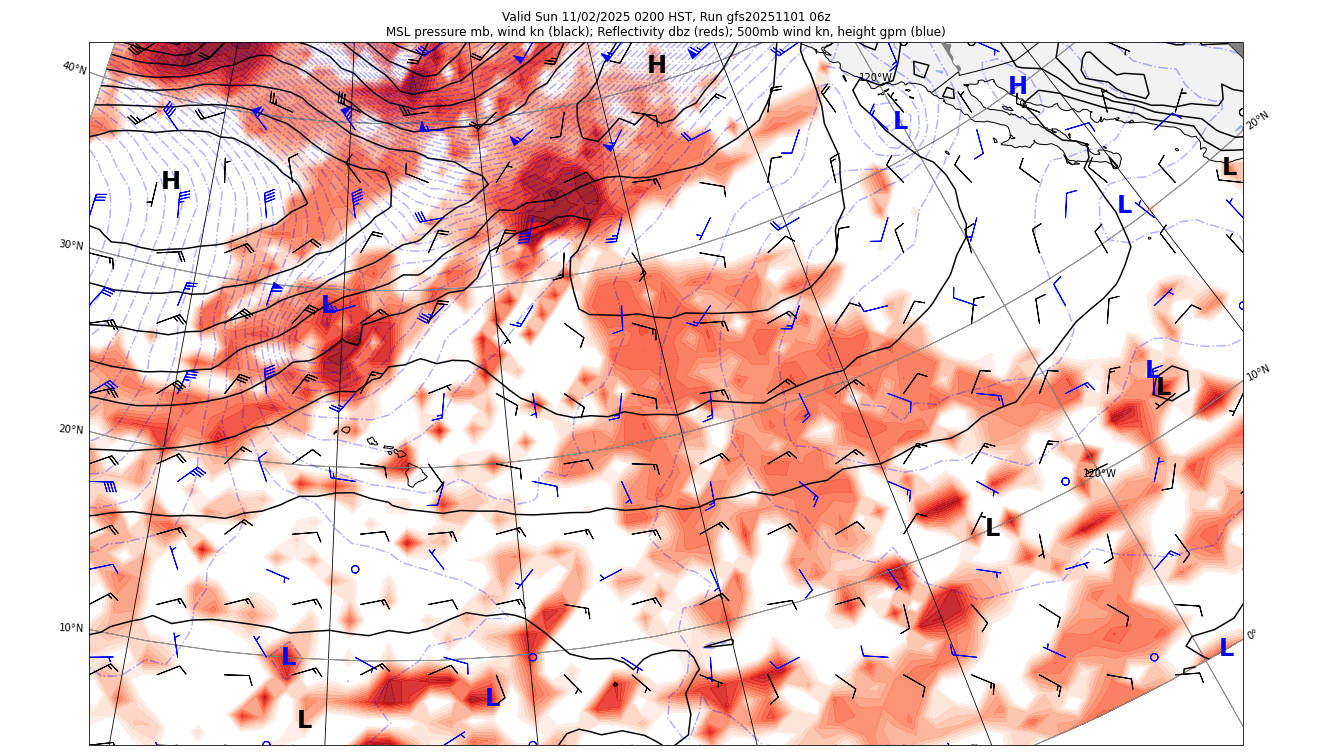 Valid Sun 11/02/2025 0200 HST, Run gfs20251101 06z
MSL pressure mb, wind kn (black); Reflectivity dbz (reds); 500mb wind kn, height gpm (blue)
40°N
H
120°W
H
L
20°N
H
L
L
30°N
L
10°N
L
L
20°N
120°W
L
10°N
0°
L
L
L
L